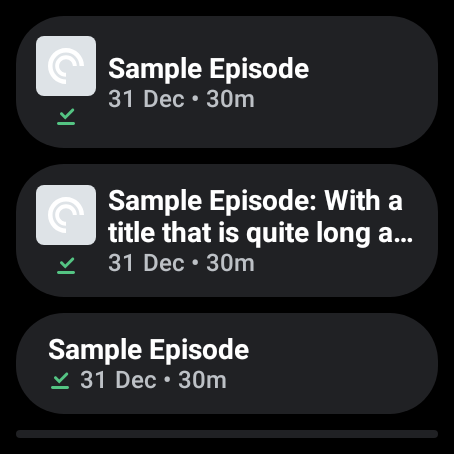 Sample Episode
31 Dec • 30m
Sample Episode: With a
title that is quite long a...
31 Dec • 30m
Sample Episode
31 Dec • 30m